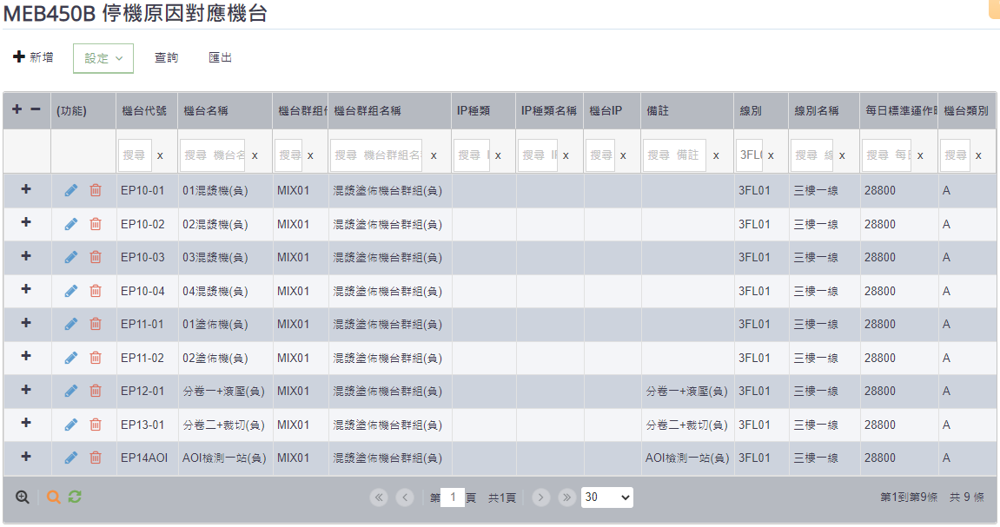 MEB450B 停機原因對應機台
新增 設定 查詢 匯出
(功能) 機台代號 機台名稱 機台群組 機台群組名稱 IP種類 IP種類名稱 機台IP 備註 線別 線別名稱 每日標準運作 機台類別
搜尋 x 搜尋 機台名 x 搜尋 x 搜尋 機台群組名 x 搜尋 x 搜尋 x 搜尋 x 搜尋 備註 x 3FL x 搜尋 x 搜尋 每 x 搜尋 x
EP10-01 01混漿機(負) MIX01 混漿塗佈機台群組(負) 3FL01 三樓一線 28800 A
EP10-02 02混漿機(負) MIX01 混漿塗佈機台群組(負) 3FL01 三樓一線 28800 A
EP10-03 03混漿機(負) MIX01 混漿塗佈機台群組(負) 3FL01 三樓一線 28800 A
EP10-04 04混漿機(負) MIX01 混漿塗佈機台群組(負) 3FL01 三樓一線 28800 A
EP11-01 01塗佈機(負) MIX01 混漿塗佈機台群組(負) 3FL01 三樓一線 28800 A
EP11-02 02塗佈機(負) MIX01 混漿塗佈機台群組(負) 3FL01 三樓一線 28800 A
EP12-01 分卷一+滾壓(負) MIX01 混漿塗佈機台群組(負) 分卷一+滾壓(負) 3FL01 三樓一線 28800 A
EP13-01 分卷二+裁切(負) MIX01 混漿塗佈機台群組(負) 分卷二+裁切(負) 3FL01 三樓一線 28800 A
EP14AOI AOI檢測一站(負) MIX01 混漿塗佈機台群組(負) AOI檢測一站(負) 3FL01 三樓一線 28800 A
第 1 頁 共1頁 30 第1到第9條 共 9 條